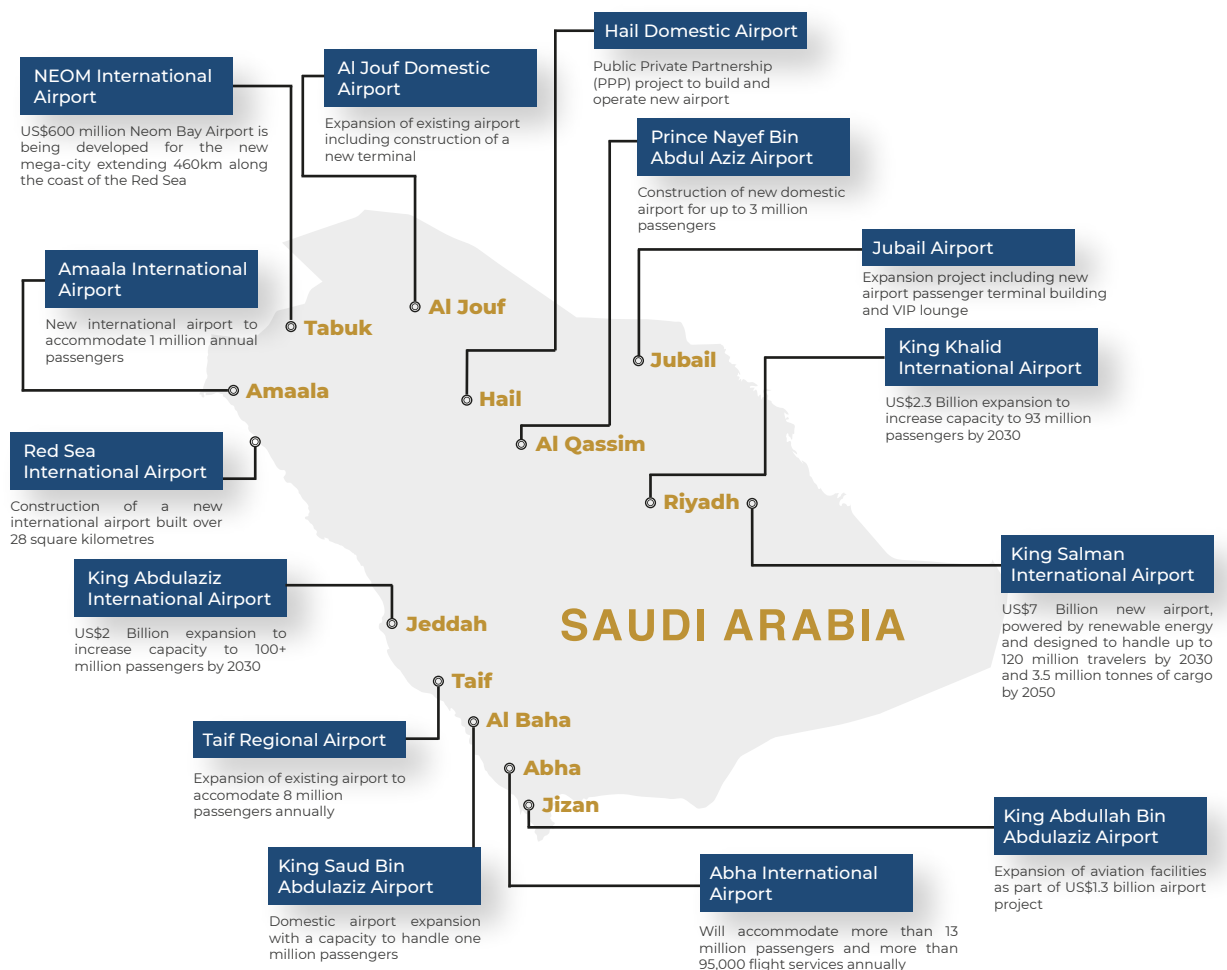 Hail Domestic Airport
Public Private Partnership
(PPP) project to build and
operate new airport
NEOM International
Airport
US$600 million Neom Bay Airport is
being developed for the new
mega-city extending 460km along
the coast of the Red Sea
Al Jouf Domestic
Airport
Expansion of existing airport
including construction of a
new terminal
Prince Nayef Bin
Abdul Aziz Airport
Construction of new domestic
airport for up to 3 million
passengers
Jubail Airport
Expansion project including new
airport passenger terminal building
and VIP lounge
Amaala International
Airport
New international airport to
accommodate 1 million annual
passengers
Al Jouf
Tabuk
Jubail
King Khalid
International Airport
US$2.3 Billion expansion to
increase capacity to 93 million
passengers by 2030
Amaala
Hail
Al Qassim
Red Sea
International Airport
Construction of a new
international airport built over
28 square kilometres
Riyadh
King Salman
International Airport
US$7 Billion new airport,
powered by renewable energy
and designed to handle up to
120 million travelers by 2030
and 3.5 million tonnes of cargo
by 2050
King Abdulaziz
International Airport
US$2 Billion expansion to
increase capacity to 100+
million passengers by 2030
Jeddah
SAUDI ARABIA
Taif
Al Baha
Taif Regional Airport
Expansion of existing airport to
accomodate 8 million
passengers annually
Abha
Jizan
King Abdullah Bin
Abdulaziz Airport
Expansion of aviation facilities
as part of US$1.3 billion airport
project
King Saud Bin
Abdulaziz Airport
Domestic airport expansion
with a capacity to handle one
million passengers
Abha International
Airport
Will accommodate more than 13
million passengers and more than
95,000 flight services annually